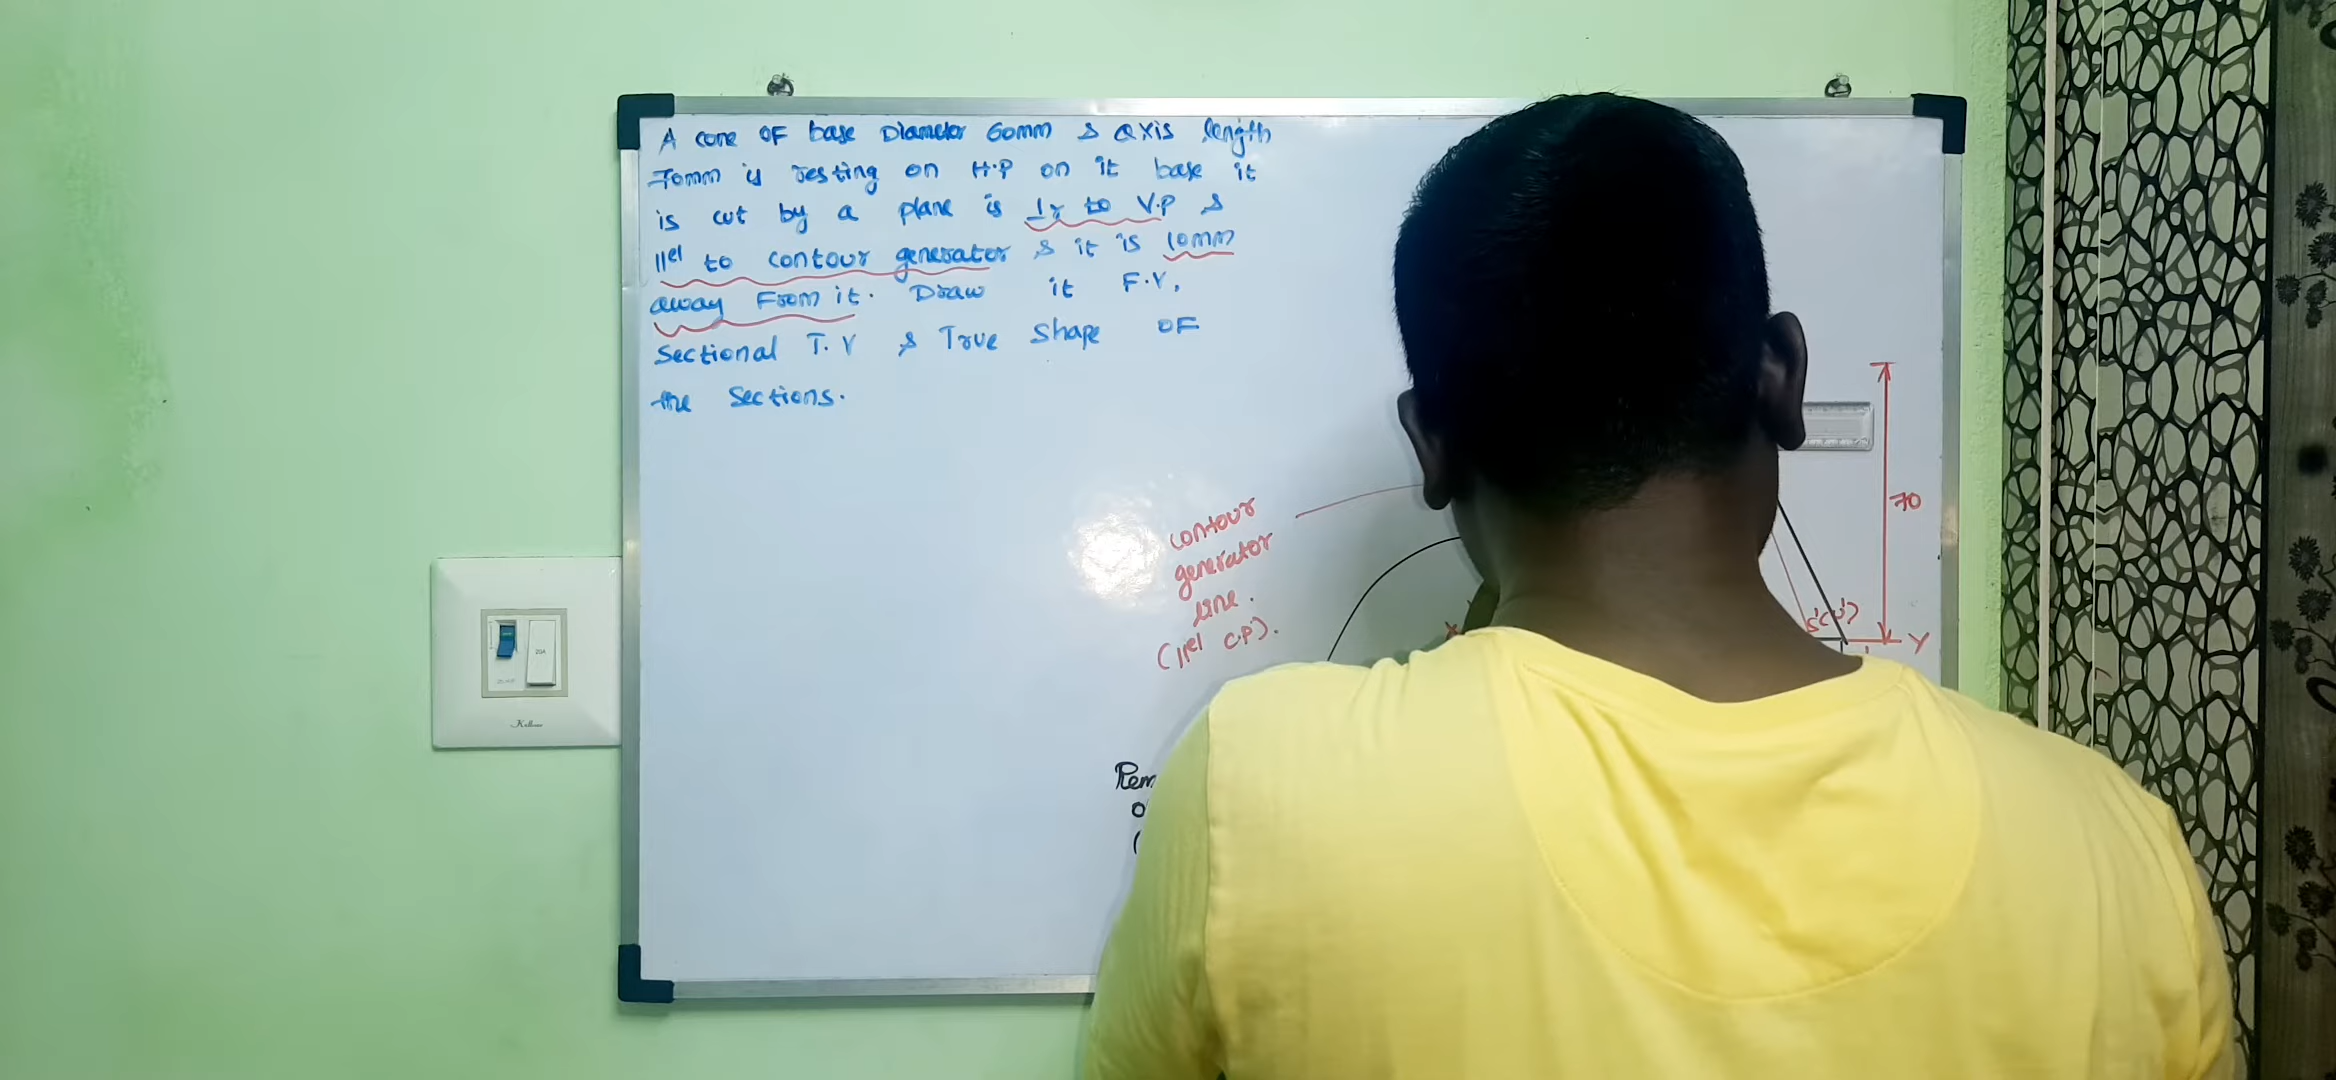 A cone OF base Diameter 60mm & axis length
70mm is resting on H.P on it base it
is cut by a plane is ⊥r to V.P &
||el to contour generator & it is 10mm
away From it. Draw it F.V,
Sectional T.V & True Shape OF
the Sections.
70
contour
generator
line.
(||el C.P).
X
Y
Rem